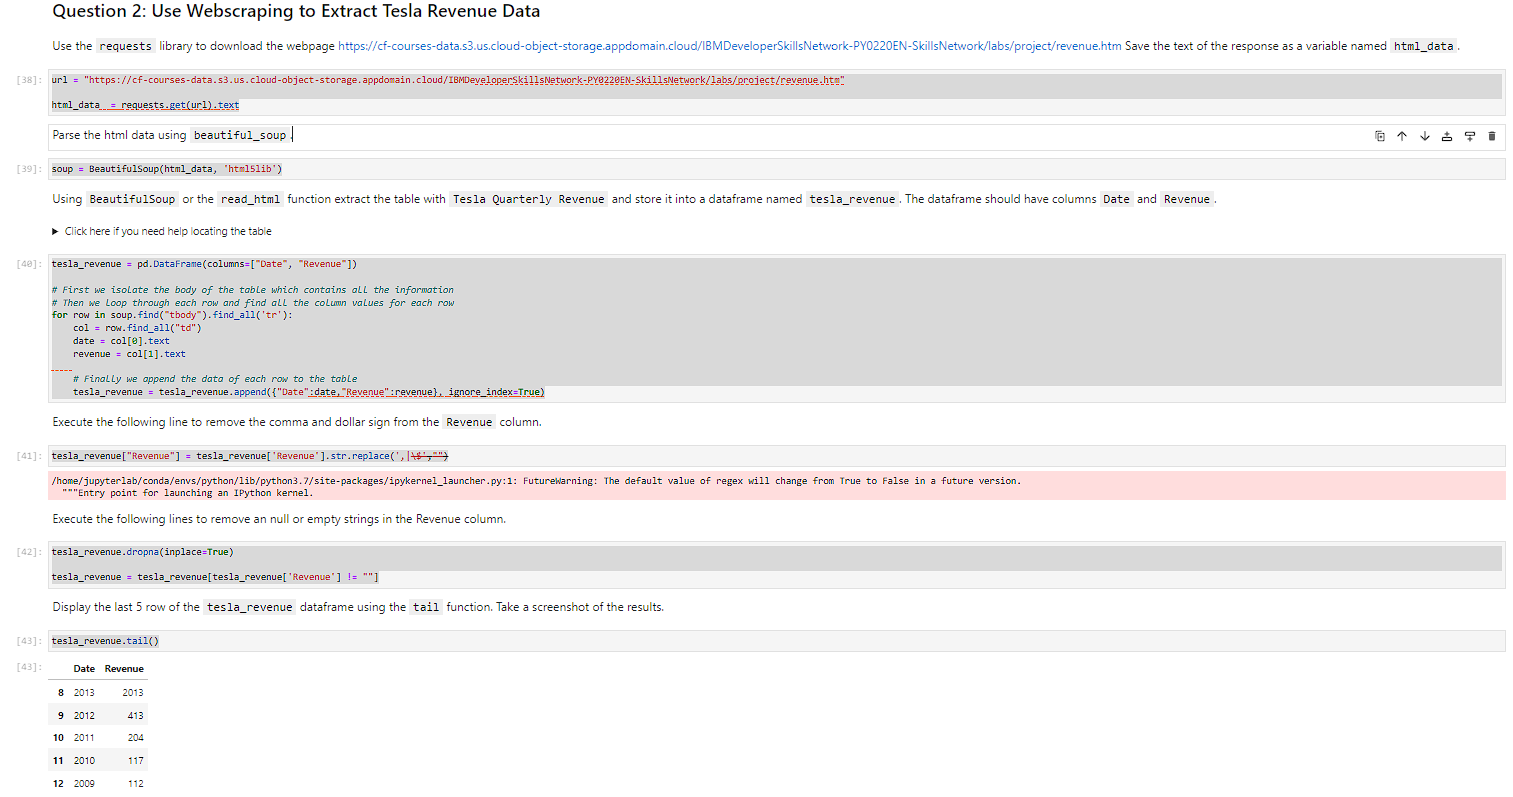 Question 2: Use Webscraping to Extract Tesla Revenue Data
Use the requests library to download the webpage https://cf-courses-data.s3.us.cloud-object-storage.appdomain.cloud/IBMDeveloperSkillsNetwork-PY0220EN-SkillsNetwork/labs/project/revenue.htm Save the text of the response as a variable named html_data .
[38]: url = "https://cf-courses-data.s3.us.cloud-object-storage.appdomain.cloud/IBMDeveloperSkillsNetwork-PY0220EN-SkillsNetwork/labs/project/revenue.htm"
html_data  = requests.get(url).text
Parse the html data using beautiful_soup .
[39]: soup = BeautifulSoup(html_data, 'html5lib')
Using BeautifulSoup or the read_html function extract the table with Tesla Quarterly Revenue and store it into a dataframe named tesla_revenue . The dataframe should have columns Date and Revenue .
▶ Click here if you need help locating the table
[40]: tesla_revenue = pd.DataFrame(columns=["Date", "Revenue"])
# First we isolate the body of the table which contains all the information
# Then we loop through each row and find all the column values for each row
for row in soup.find("tbody").find_all('tr'):
    col = row.find_all("td")
    date = col[0].text
    revenue = col[1].text
    # Finally we append the data of each row to the table
    tesla_revenue = tesla_revenue.append({"Date":date,"Revenue":revenue}, ignore_index=True)
Execute the following line to remove the comma and dollar sign from the Revenue column.
[41]: tesla_revenue["Revenue"] = tesla_revenue['Revenue'].str.replace(',|\$',"")
/home/jupyterlab/conda/envs/python/lib/python3.7/site-packages/ipykernel_launcher.py:1: FutureWarning: The default value of regex will change from True to False in a future version.
  """Entry point for launching an IPython kernel.
Execute the following lines to remove an null or empty strings in the Revenue column.
[42]: tesla_revenue.dropna(inplace=True)
tesla_revenue = tesla_revenue[tesla_revenue['Revenue'] != ""]
Display the last 5 row of the tesla_revenue dataframe using the tail function. Take a screenshot of the results.
[43]: tesla_revenue.tail()
[43]: Date Revenue
8 2013 2013
9 2012 413
10 2011 204
11 2010 117
12 2009 112